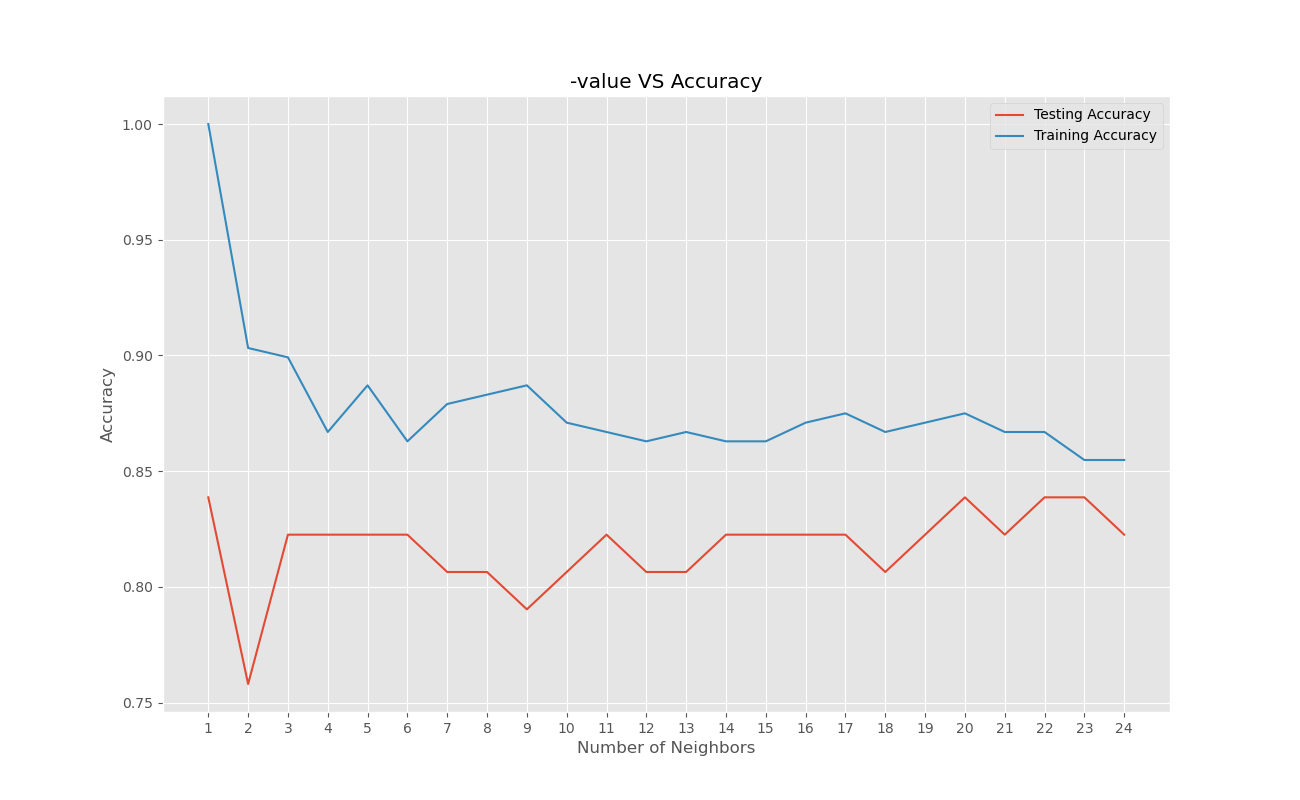 -value VS Accuracy
Testing Accuracy
Training Accuracy
1.00
0.95
0.90
0.85
0.80
0.75
Accuracy
1 2 3 4 5 6 7 8 9 10 11 12 13 14 15 16 17 18 19 20 21 22 23 24
Number of Neighbors